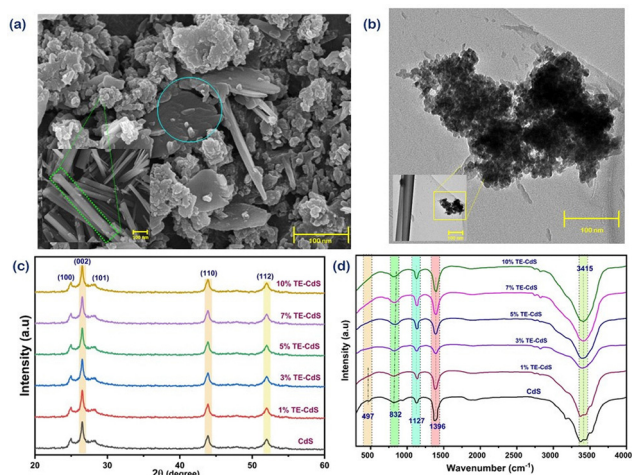 (a)
100 nm
(b)
100 nm
(c)
(002)
(100)
(101)
(110)
(112)
10% TE-CdS
7% TE-CdS
5% TE-CdS
3% TE-CdS
1% TE-CdS
CdS
Intensity (a.u)
20 30 40 50 60
2θ (degree)
(d)
10% TE-CdS
3415
7% TE-CdS
5% TE-CdS
3% TE-CdS
1% TE-CdS
CdS
497
832
1127
1396
Intensity (a.u)
500 1000 1500 2000 2500 3000 3500 4000
Wavenumber (cm⁻¹)